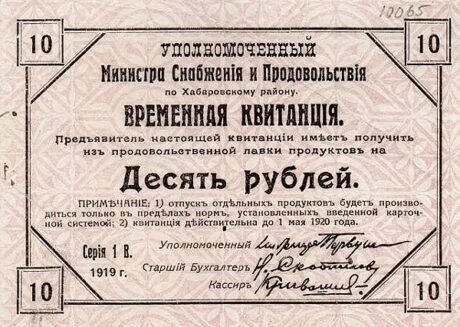 10065
10
10
УПОЛНОМОЧЕННЫЙ
Министра Снабженія и Продовольствія
по Хабаровскому району.
ВРЕМЕННАЯ КВИТАНЦІЯ.
Предъявитель настоящей квитанціи имѣетъ получить
изъ продовольственной лавки продуктовъ на
Десять рублей.
ПРИМѢЧАНІЕ: 1) отпускъ отдѣльныхъ продуктовъ будетъ произво-
диться только въ предѣлахъ нормъ, установленныхъ введенной карточ-
ной системой; 2) квитанція дѣйствительна до 1 мая 1920 года.
Серія 1 В.
1919 г.
Уполномоченный
Старшій Бухгалтеръ
Кассиръ
10
10